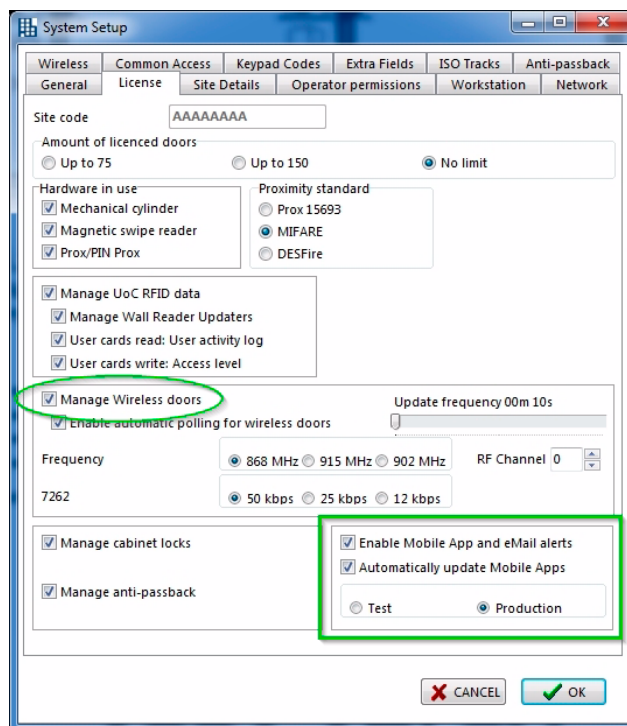 System Setup
Wireless Common Access Keypad Codes Extra Fields ISO Tracks Anti-passback
General License Site Details Operator permissions Workstation Network
Site code AAAAAAAA
Amount of licenced doors
Up to 75 Up to 150 No limit
Hardware in use Proximity standard
Mechanical cylinder Prox 15693
Magnetic swipe reader MIFARE
Prox/PIN Prox DESFire
Manage UoC RFID data
Manage Wall Reader Updaters
User cards read: User activity log
User cards write: Access level
Manage Wireless doors Update frequency 00m 10s
Enable automatic polling for wireless doors
Frequency 868 MHz 915 MHz 902 MHz RF Channel 0
7262 50 kbps 25 kbps 12 kbps
Manage cabinet locks Enable Mobile App and eMail alerts
Automatically update Mobile Apps
Manage anti-passback
Test Production
CANCEL OK